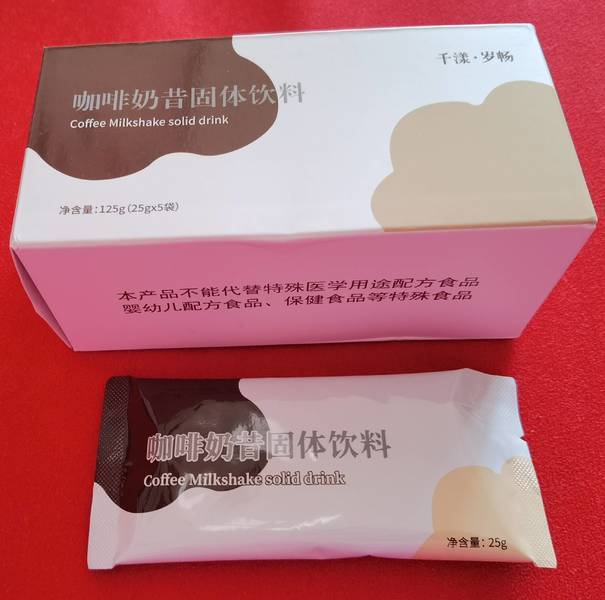 千漾·岁畅
咖啡奶昔固体饮料
Coffee Milkshake solid drink
净含量:125g(25gx5袋)
本产品不能代替特殊医学用途配方食品
婴幼儿配方食品、保健食品等特殊食品
咖啡奶昔固体饮料
Coffee Milkshake solid drink
净含量:25g